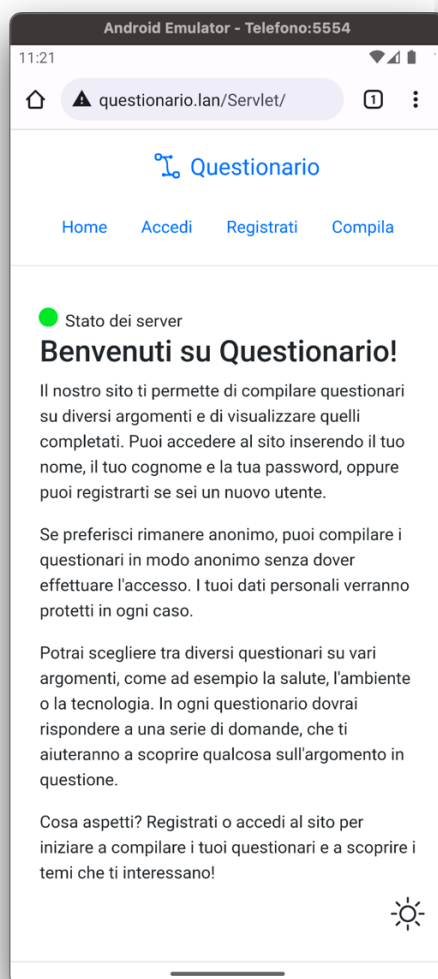 Android Emulator - Telefono:5554
11:21
questionario.lan/Servlet/
1
Questionario
Home Accedi Registrati Compila
Stato dei server
Benvenuti su Questionario!
Il nostro sito ti permette di compilare questionari
su diversi argomenti e di visualizzare quelli
completati. Puoi accedere al sito inserendo il tuo
nome, il tuo cognome e la tua password, oppure
puoi registrarti se sei un nuovo utente.
Se preferisci rimanere anonimo, puoi compilare i
questionari in modo anonimo senza dover
effettuare l'accesso. I tuoi dati personali verranno
protetti in ogni caso.
Potrai scegliere tra diversi questionari su vari
argomenti, come ad esempio la salute, l'ambiente
o la tecnologia. In ogni questionario dovrai
rispondere a una serie di domande, che ti
aiuteranno a scoprire qualcosa sull'argomento in
questione.
Cosa aspetti? Registrati o accedi al sito per
iniziare a compilare i tuoi questionari e a scoprire i
temi che ti interessano!